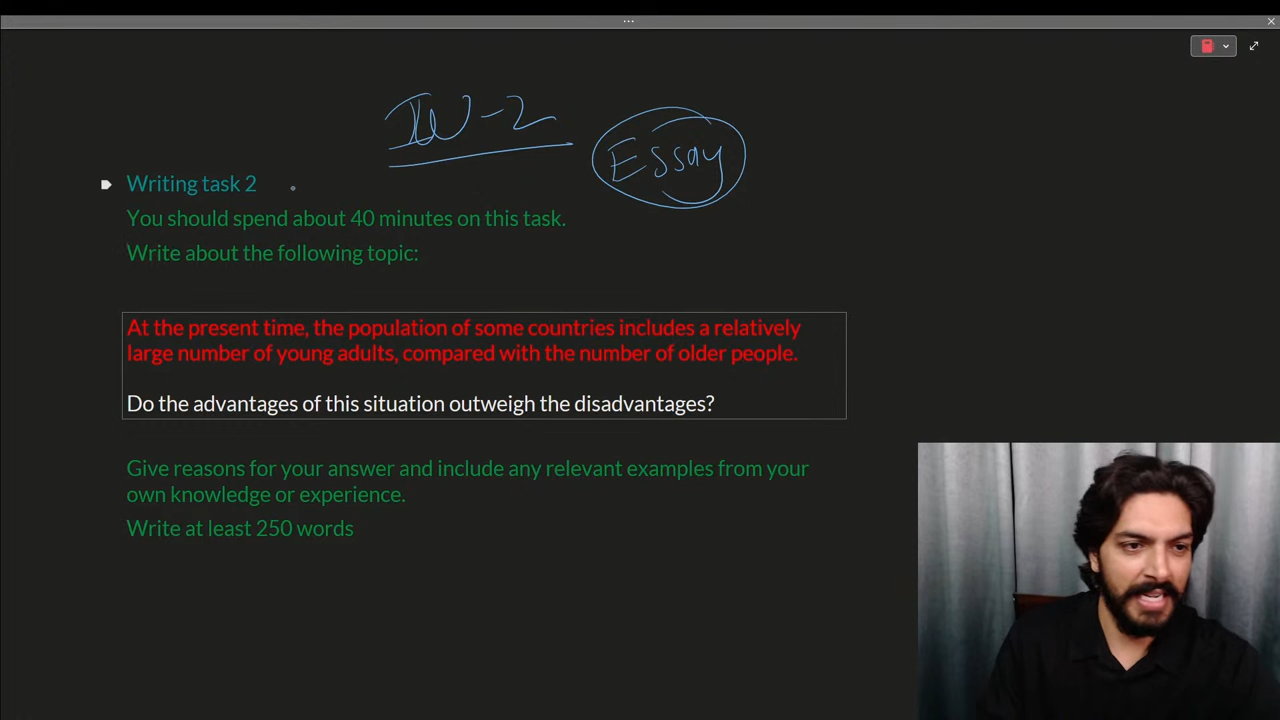 IW-2
Essay
Writing task 2
You should spend about 40 minutes on this task.
Write about the following topic:
At the present time, the population of some countries includes a relatively
large number of young adults, compared with the number of older people.
Do the advantages of this situation outweigh the disadvantages?
Give reasons for your answer and include any relevant examples from your
own knowledge or experience.
Write at least 250 words